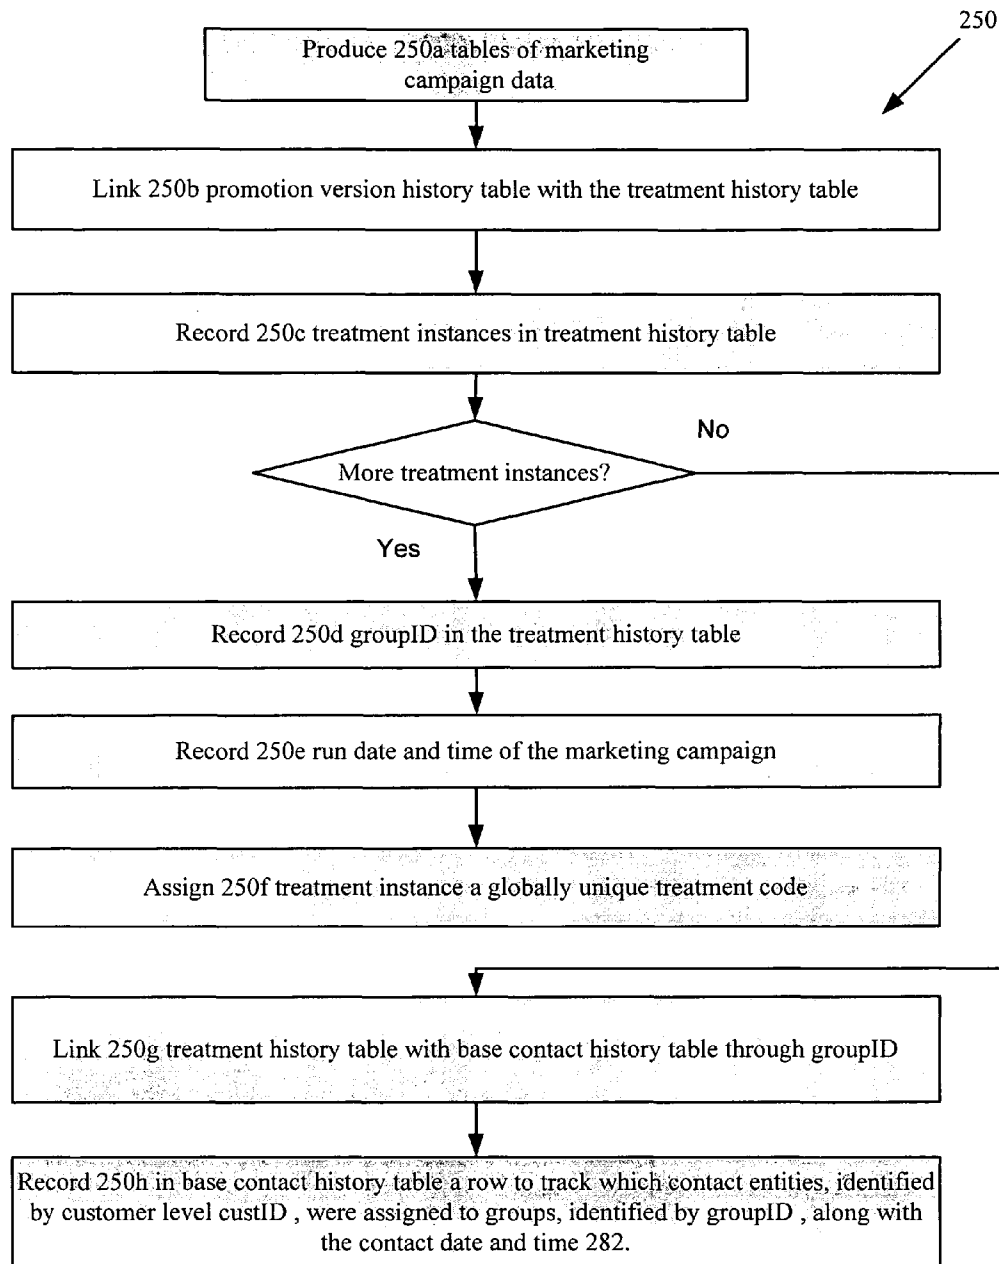 250
Produce 250a tables of marketing
campaign data
Link 250b promotion version history table with the treatment history table
Record 250c treatment instances in treatment history table
No
More treatment instances?
Yes
Record 250d groupID in the treatment history table
Record 250e run date and time of the marketing campaign
Assign 250f treatment instance a globally unique treatment code
Link 250g treatment history table with base contact history table through groupID
Record 250h in base contact history table a row to track which contact entities, identified
by customer level custID , were assigned to groups, identified by groupID , along with
the contact date and time 282.